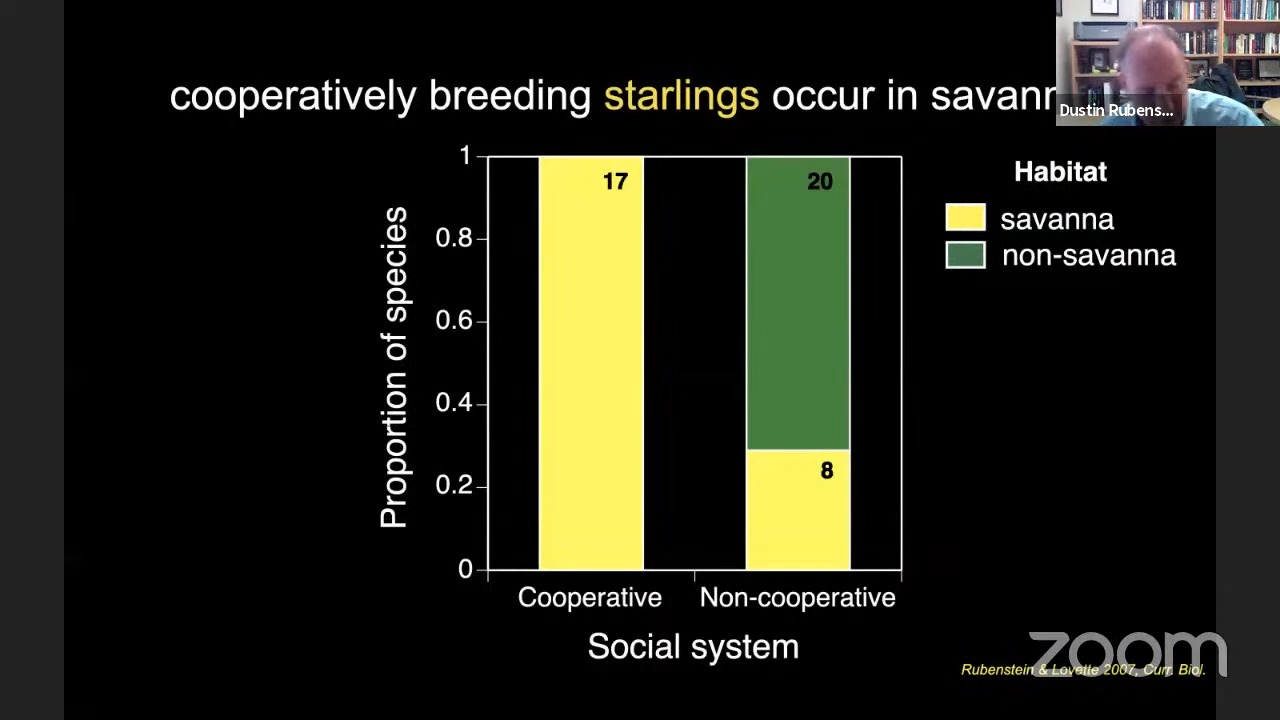 cooperatively breeding starlings occur in
Dustin Rubens...
1
0.8
0.6
0.4
0.2
0
Proportion of species
17
20
8
Cooperative
Non-cooperative
Social system
Habitat
savanna
non-savanna
zoom
Rubenstein & Lovette 2007, Curr. Biol.